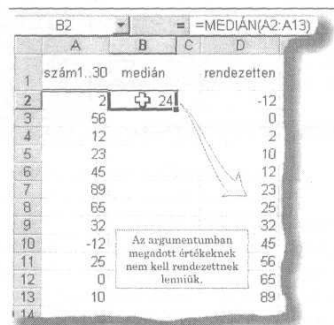 B2 = =MEDIÁN(A2:A13)
A B C D
1 szám1..30 medián rendezetten
2 2 24 -12
3 56 0
4 12 2
5 23 10
6 45 12
7 89 23
8 65 25
9 32 32
10 -12 45
11 25 56
12 0 65
13 10 89
14
Az argumentumban
megadott értékeknek
nem kell rendezettnek
lenniük.